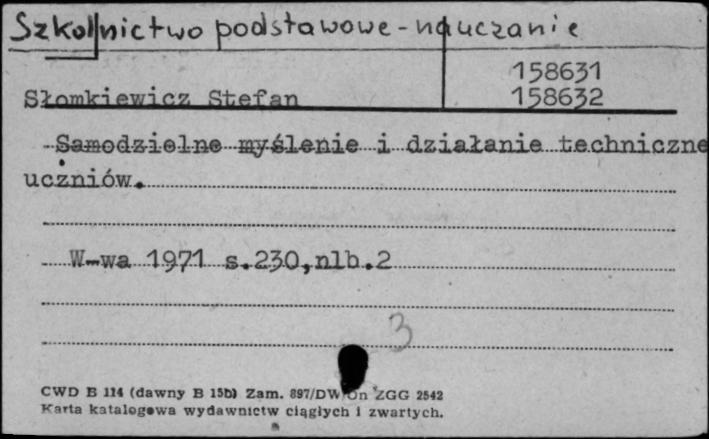 Szkolnictwo podstawowe - nauczanie
158631
Słomkiewicz Stefan 158632
Samodzielne myślenie i działanie techniczne
uczniów.
W-wa 1971 s.230,nlb.2
3
CWD B 114 (dawny B 15b) Zam. 897/DW/On ZGG 2542
Karta katalogowa wydawnictw ciągłych i zwartych.